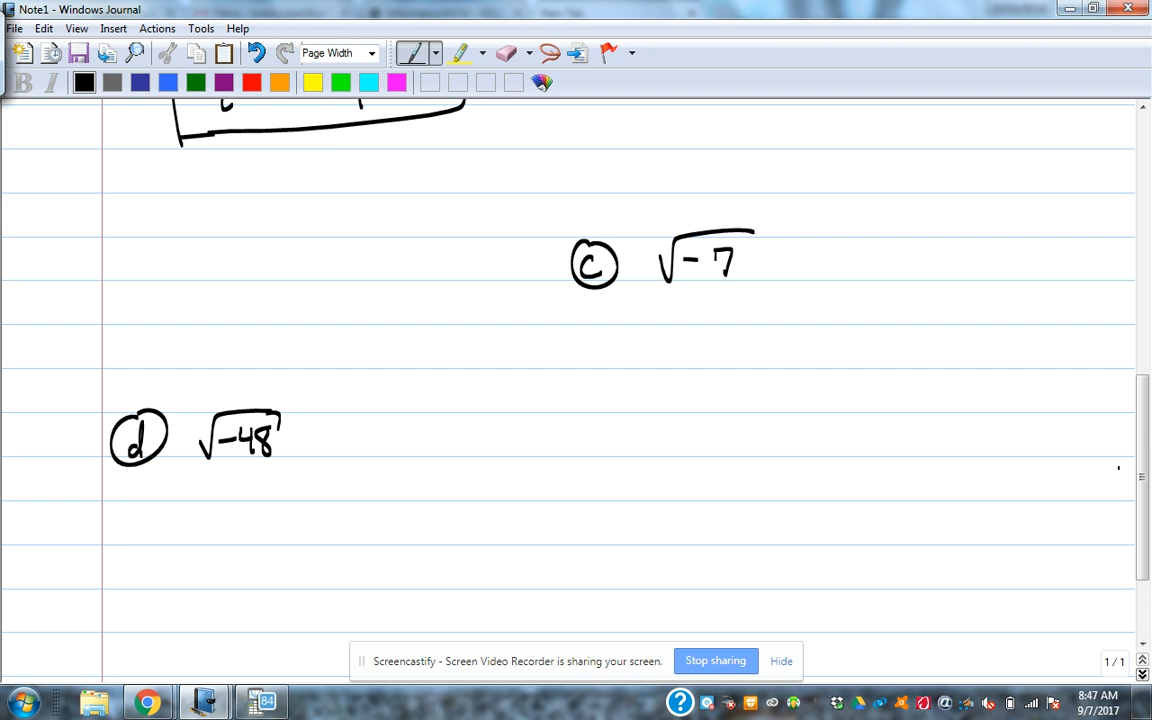 Note1 - Windows Journal
File Edit View Insert Actions Tools Help
Page Width
B I
c √-7
d √-48
Screencastify - Screen Video Recorder is sharing your screen. Stop sharing Hide
1 / 1
84
8:47 AM
9/7/2017